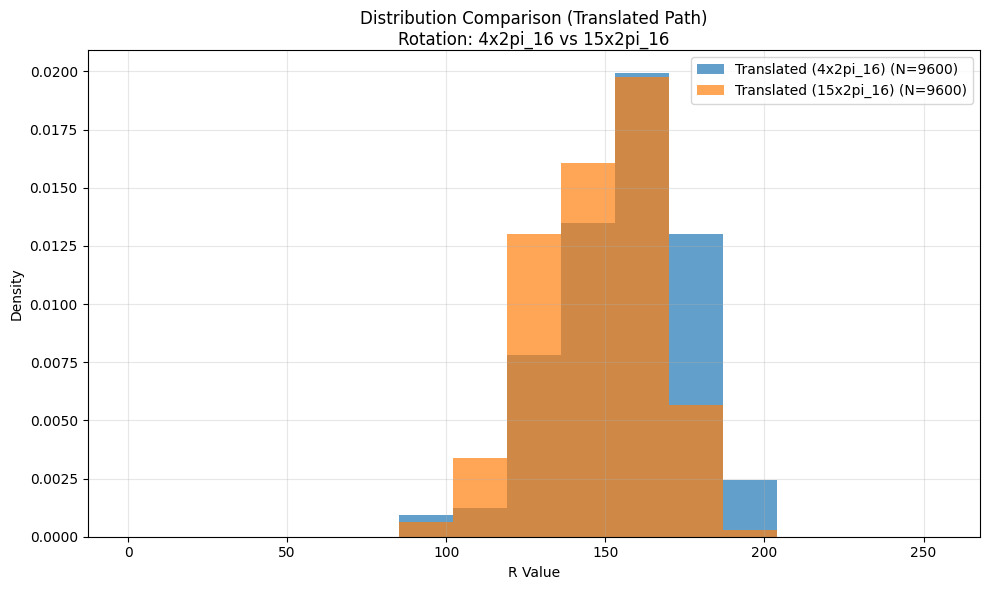 Distribution Comparison (Translated Path)
Rotation: 4x2pi_16 vs 15x2pi_16
Translated (4x2pi_16) (N=9600)
Translated (15x2pi_16) (N=9600)
Density
0.0200
0.0175
0.0150
0.0125
0.0100
0.0075
0.0050
0.0025
0.0000
0 50 100 150 200 250
R Value